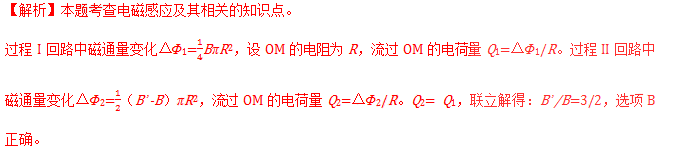 【解析】本题考查电磁感应及其相关的知识点。
过程 I 回路中磁通量变化△Φ1=1/4BπR²，设 OM 的电阻为 R，流过 OM 的电荷量 Q1=△Φ1/R。过程 II 回路中
磁通量变化△Φ2=1/2（B'-B）πR²，流过 OM 的电荷量 Q2=△Φ2/R。Q2= Q1，联立解得：B'/B=3/2，选项 B
正确。